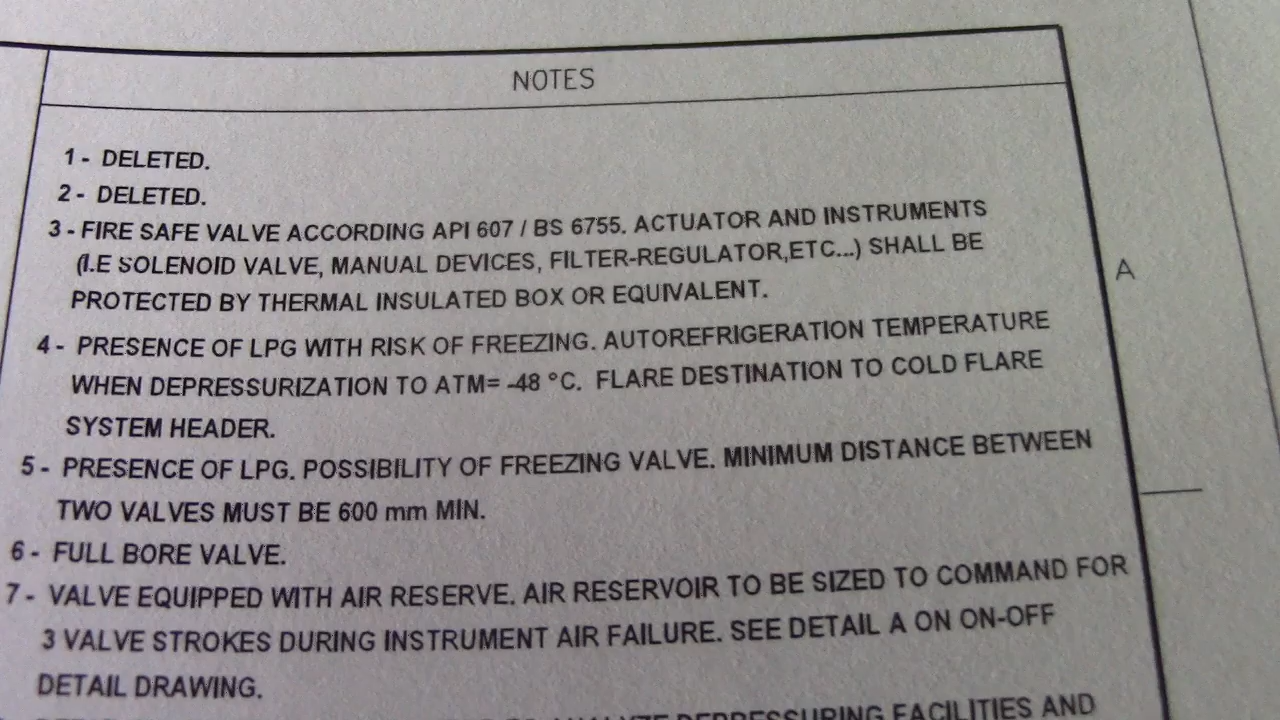 NOTES
1 - DELETED.
2 - DELETED.
3 - FIRE SAFE VALVE ACCORDING API 607 / BS 6755. ACTUATOR AND INSTRUMENTS
(I.E SOLENOID VALVE, MANUAL DEVICES, FILTER-REGULATOR,ETC...) SHALL BE
PROTECTED BY THERMAL INSULATED BOX OR EQUIVALENT.
A
4 - PRESENCE OF LPG WITH RISK OF FREEZING. AUTOREFRIGERATION TEMPERATURE
WHEN DEPRESSURIZATION TO ATM= -48 °C. FLARE DESTINATION TO COLD FLARE
SYSTEM HEADER.
5 - PRESENCE OF LPG. POSSIBILITY OF FREEZING VALVE. MINIMUM DISTANCE BETWEEN
TWO VALVES MUST BE 600 mm MIN.
6 - FULL BORE VALVE.
7 - VALVE EQUIPPED WITH AIR RESERVE. AIR RESERVOIR TO BE SIZED TO COMMAND FOR
3 VALVE STROKES DURING INSTRUMENT AIR FAILURE. SEE DETAIL A ON ON-OFF
DETAIL DRAWING.
DEPRESSURING FACILITIES AND